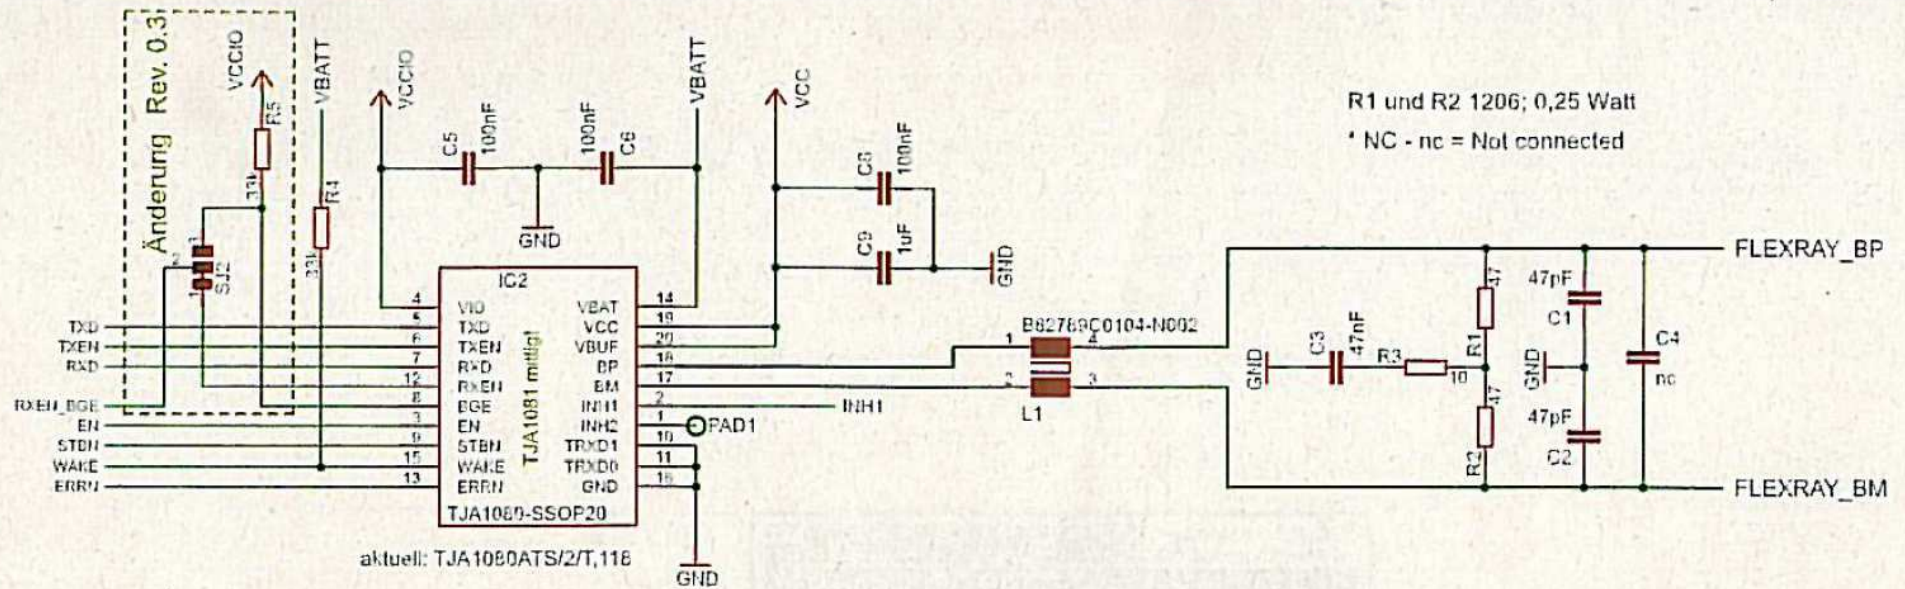 Änderung Rev. 0.3
VCCIO
R5
33k
3
2
1
SJ2
VBATT
R4
33k
VCCIO
C5
100nF
100nF
C6
GND
VBATT
VCC
C8
100nF
C9
1uF
GND
R1 und R2 1206; 0,25 Watt
* NC - nc = Not connected
TXD
TXEN
RXD
RXEN_BGE
EN
STBN
WAKE
ERRN
IC2
TJA1081 möglich
4 VIO VBAT 14
5 TXD VCC 19
6 TXEN VBUF 20
7 RXD BP 18
12 RXEN BM 17
8 BGE INH1 2
3 EN INH2 1
9 STBN TRXD1 10
15 WAKE TRXD0 11
13 ERRN GND 16
TJA1080-SSOP20
aktuell: TJA1080ATS/2/T,118
INH1
PAD1
GND
B82789C0104-N002
1 4
2 3
L1
GND
C3
47nF
R3
10
47
R1
47
R2
47pF
C1
GND
47pF
C2
C4
nc
FLEXRAY_BP
FLEXRAY_BM